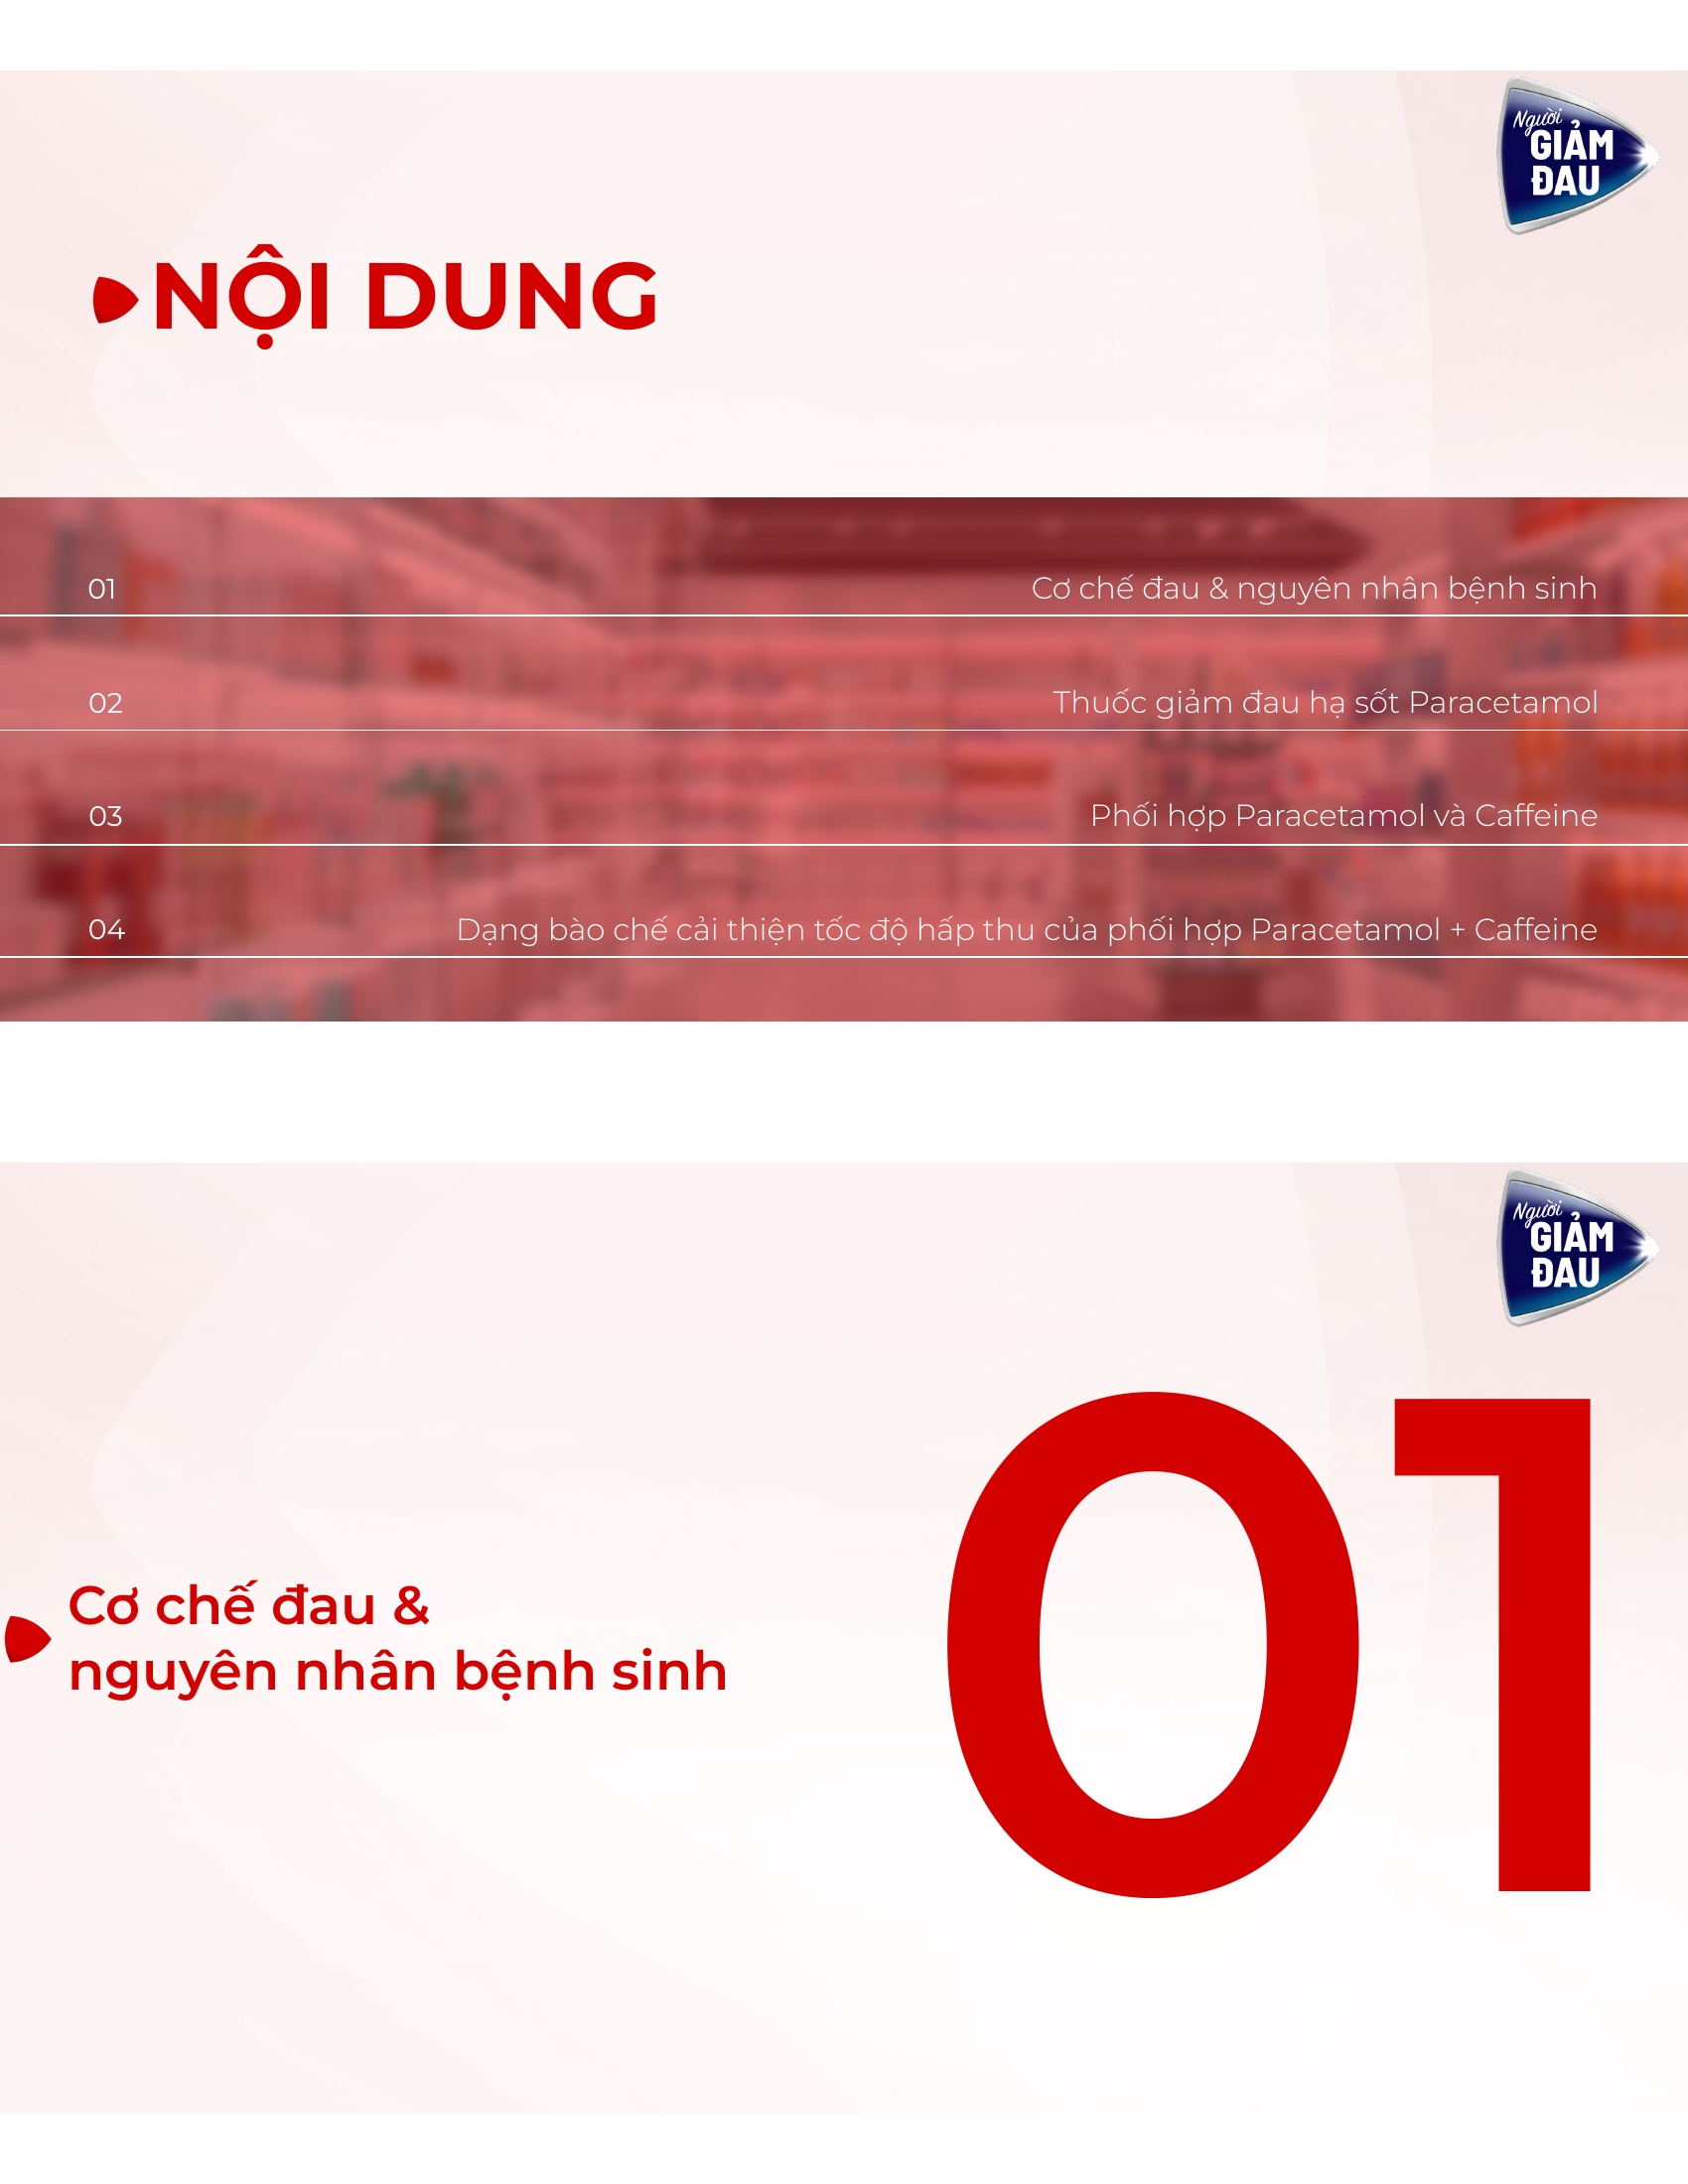 Người
GIẢM
ĐAU
NỘI DUNG
01 Cơ chế đau & nguyên nhân bệnh sinh
02 Thuốc giảm đau hạ sốt Paracetamol
03 Phối hợp Paracetamol và Caffeine
04 Dạng bào chế cải thiện tốc độ hấp thu của phối hợp Paracetamol + Caffeine
Người
GIẢM
ĐAU
Cơ chế đau &
nguyên nhân bệnh sinh
01